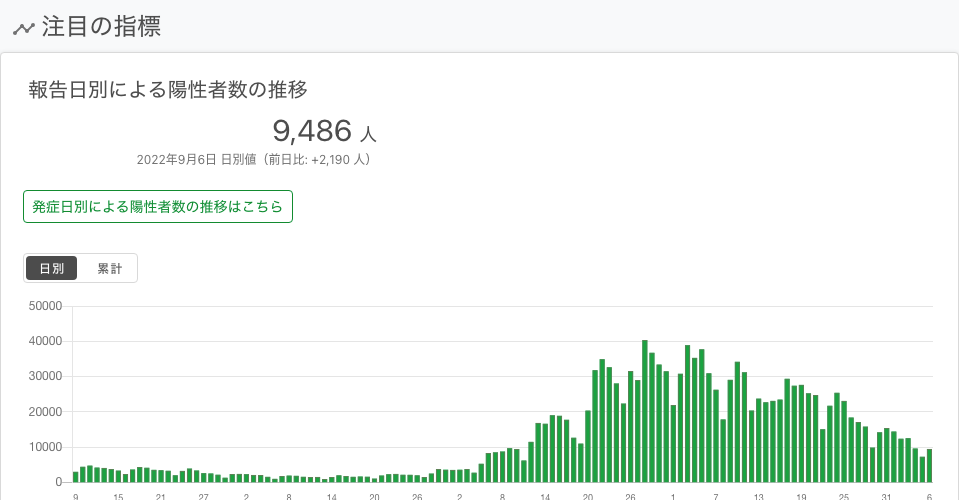 注目の指標
報告日別による陽性者数の推移
9,486 人
2022年9月6日 日別値（前日比: +2,190 人）
発症日別による陽性者数の推移はこちら
日別 累計
50000
40000
30000
20000
10000
0
9 15 21 27 2 8 14 20 26 2 8 14 20 26 1 7 13 19 25 31 6